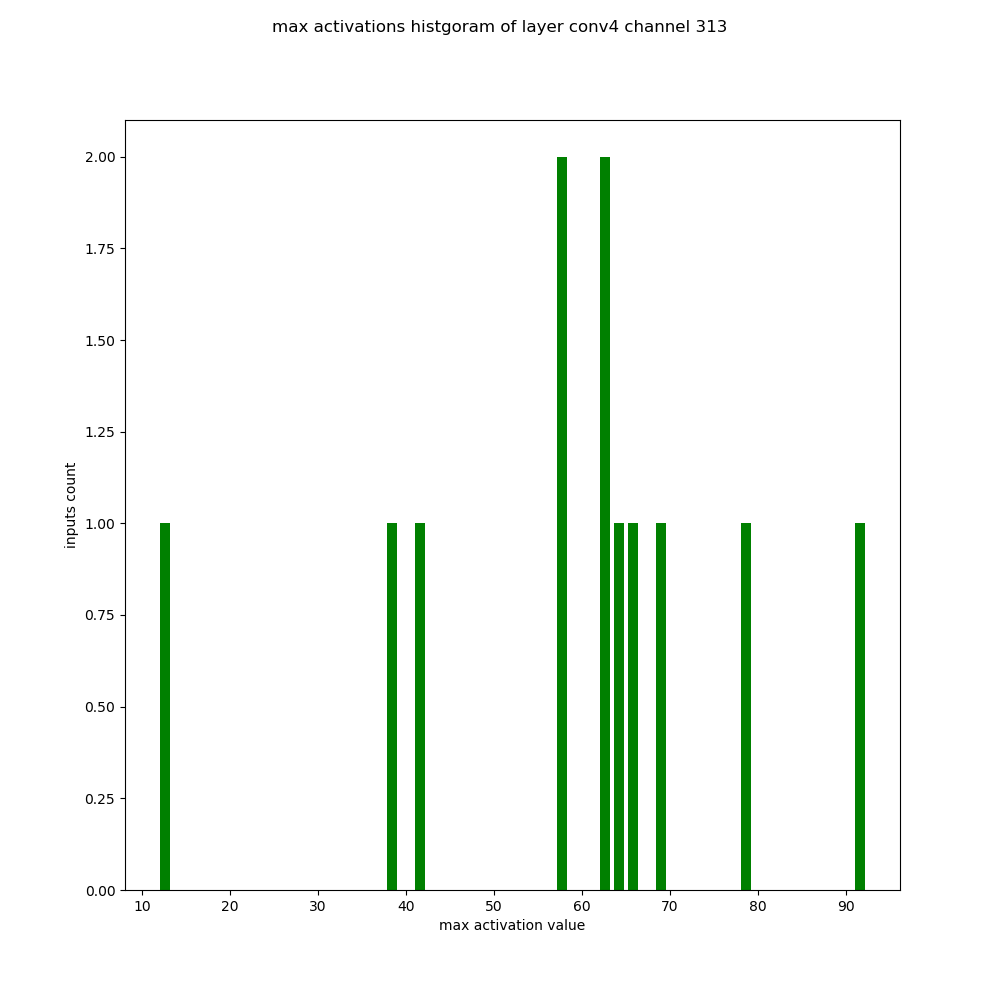 max activations histgoram of layer conv4 channel 313
2.00
1.75
1.50
1.25
1.00
0.75
0.50
0.25
0.00
inputs count
10 20 30 40 50 60 70 80 90
max activation value